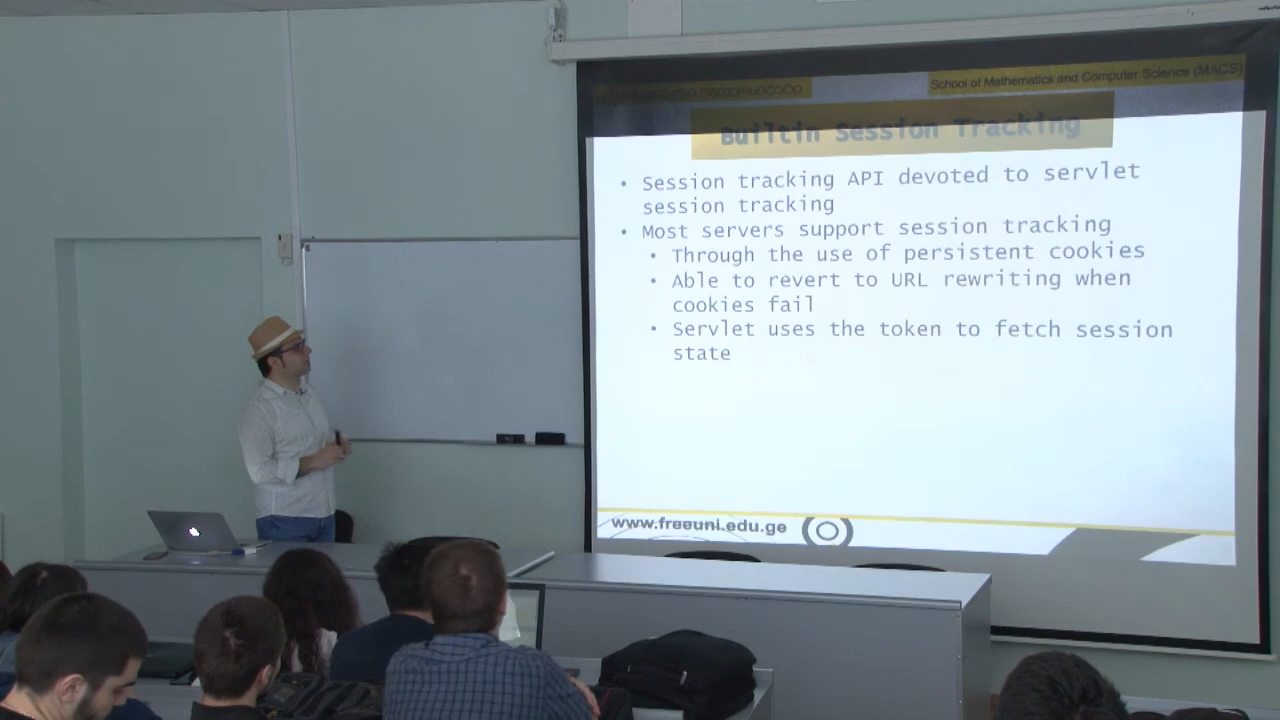 School of Mathematics and Computer Science (MACS)
Builtin Session Tracking
• Session tracking API devoted to servlet
session tracking
• Most servers support session tracking
• Through the use of persistent cookies
• Able to revert to URL rewriting when
cookies fail
• Servlet uses the token to fetch session
state
www.freeuni.edu.ge